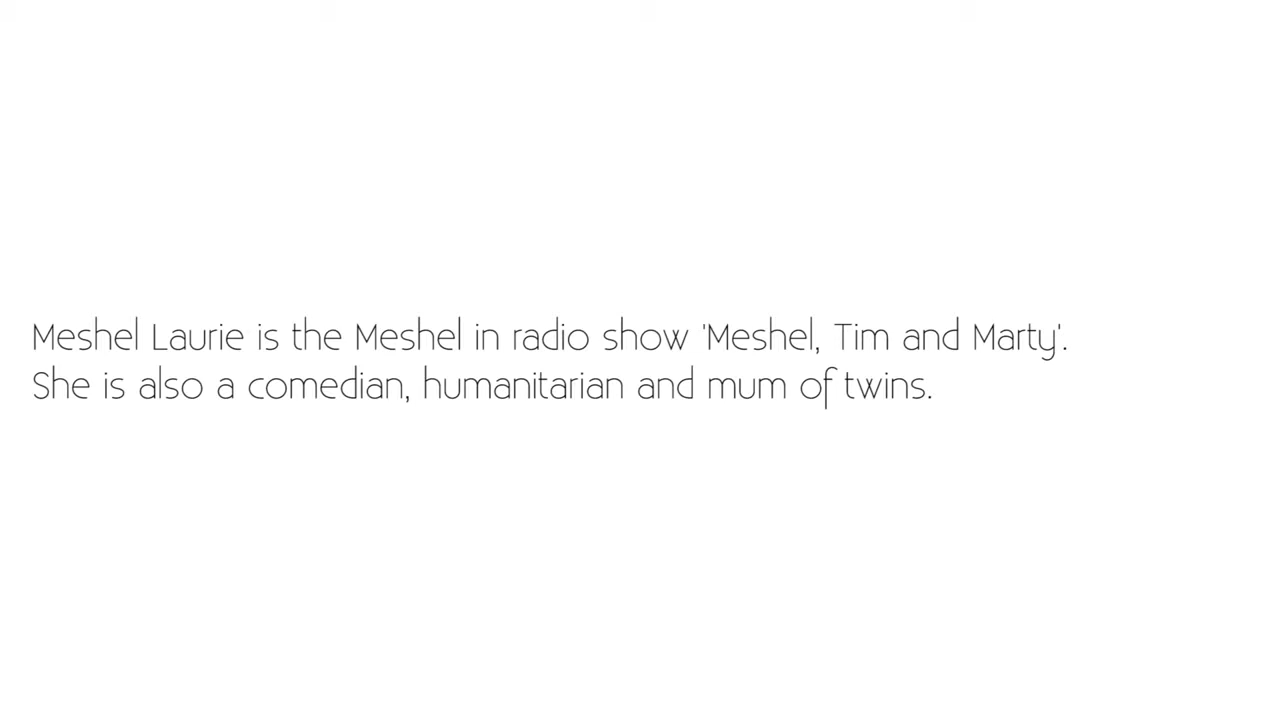 Meshel Laurie is the Meshel in radio show 'Meshel, Tim and Marty'.
She is also a comedian, humanitarian and mum of twins.